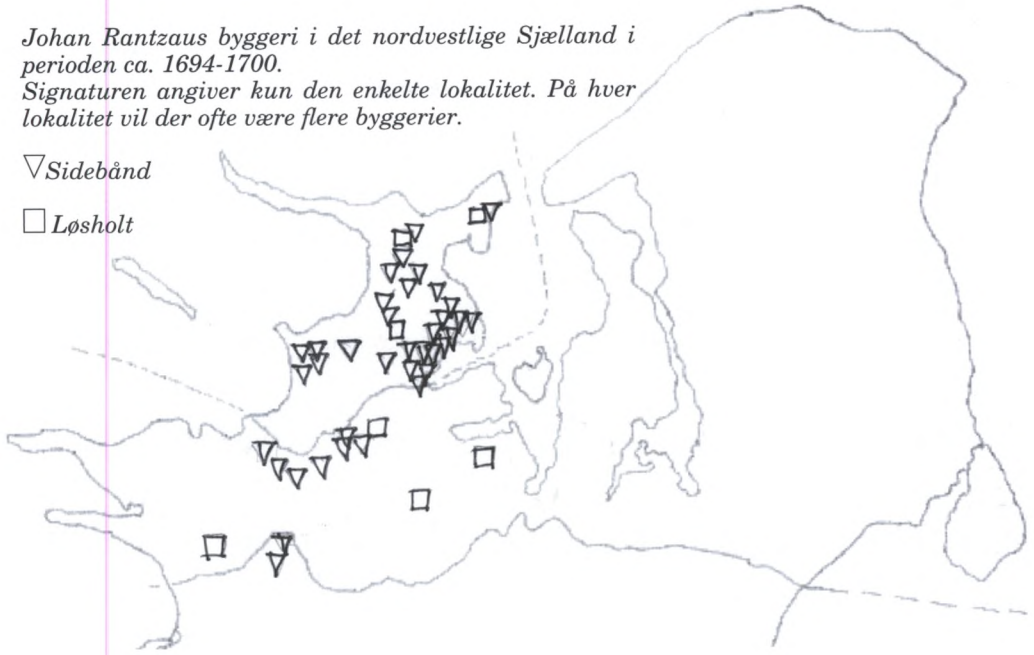 Johan Rantzaus byggeri i det nordvestlige Sjælland i
perioden ca. 1694-1700.
Signaturen angiver kun den enkelte lokalitet. På hver
lokalitet vil der ofte være flere byggerier.
Sidebånd
Løsholt